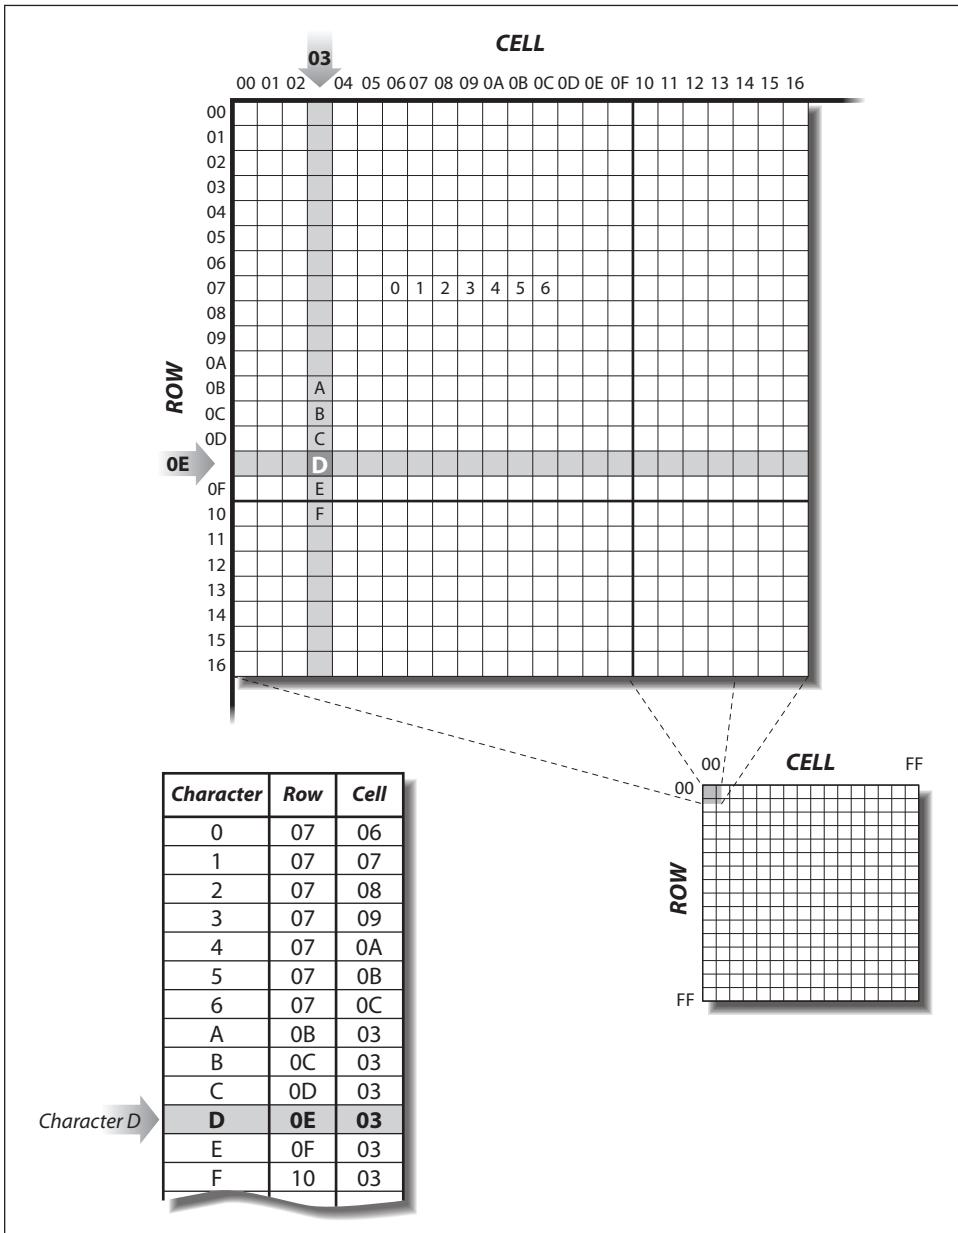 CELL
03
00 01 02 04 05 06 07 08 09 0A 0B 0C 0D 0E 0F 10 11 12 13 14 15 16
00
01
02
03
04
05
06
07 0 1 2 3 4 5 6
08
09
0A
ROW
0B A
0C B
0D C
0E D
0F E
10 F
11
12
13
14
15
16
00 CELL FF
00
ROW
FF
Character Row Cell
0 07 06
1 07 07
2 07 08
3 07 09
4 07 0A
5 07 0B
6 07 0C
A 0B 03
B 0C 03
C 0D 03
Character D D 0E 03
E 0F 03
F 10 03